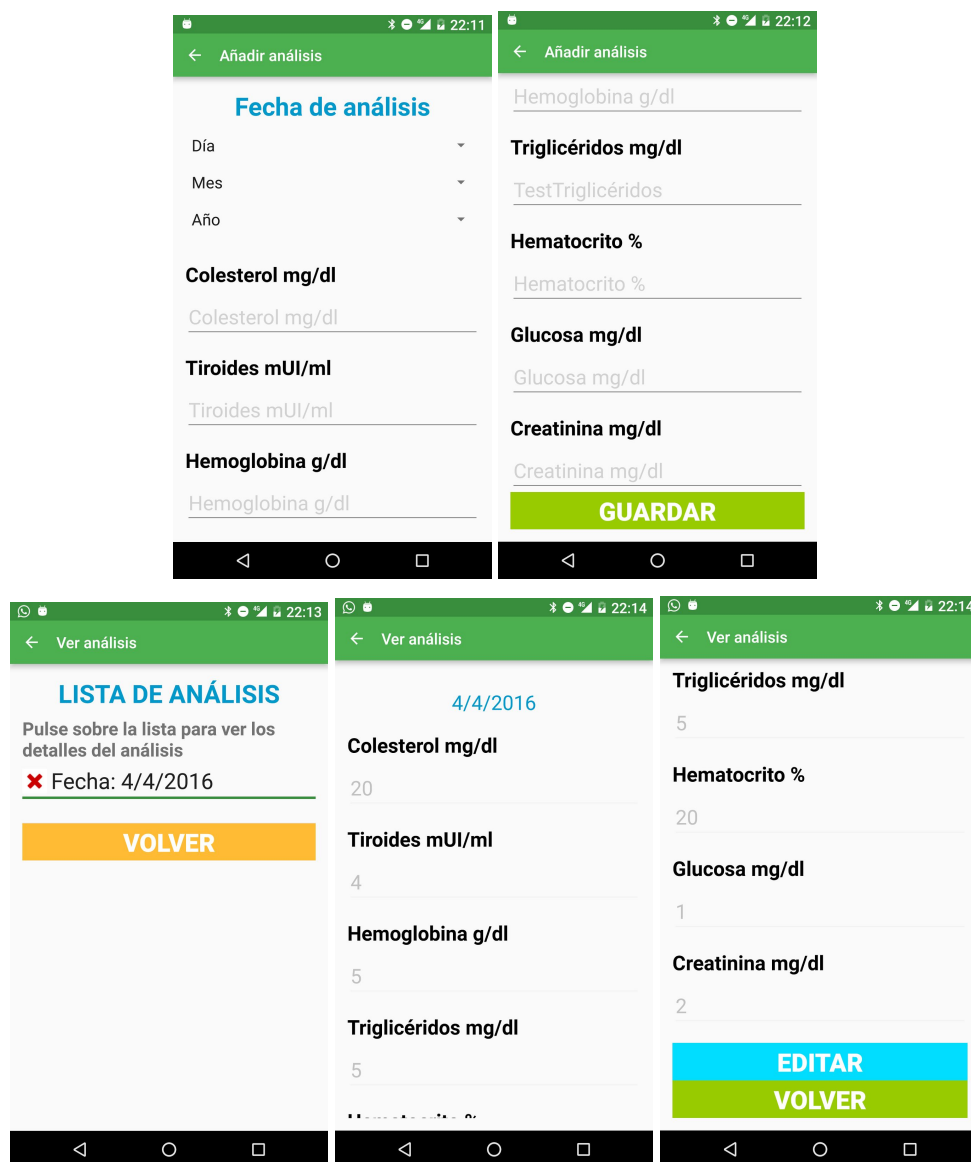 22:11
Añadir análisis
Fecha de análisis
Día
Mes
Año
Colesterol mg/dl
Colesterol mg/dl
Tiroides mUI/ml
Tiroides mUI/ml
Hemoglobina g/dl
Hemoglobina g/dl
22:12
Añadir análisis
Hemoglobina g/dl
Triglicéridos mg/dl
TestTriglicéridos
Hematocrito %
Hematocrito %
Glucosa mg/dl
Glucosa mg/dl
Creatinina mg/dl
Creatinina mg/dl
GUARDAR
22:13
Ver análisis
LISTA DE ANÁLISIS
Pulse sobre la lista para ver los
detalles del análisis
Fecha: 4/4/2016
VOLVER
22:14
Ver análisis
4/4/2016
Colesterol mg/dl
20
Tiroides mUI/ml
4
Hemoglobina g/dl
5
Triglicéridos mg/dl
5
Hematocrito %
22:14
Ver análisis
Triglicéridos mg/dl
5
Hematocrito %
20
Glucosa mg/dl
1
Creatinina mg/dl
2
EDITAR
VOLVER